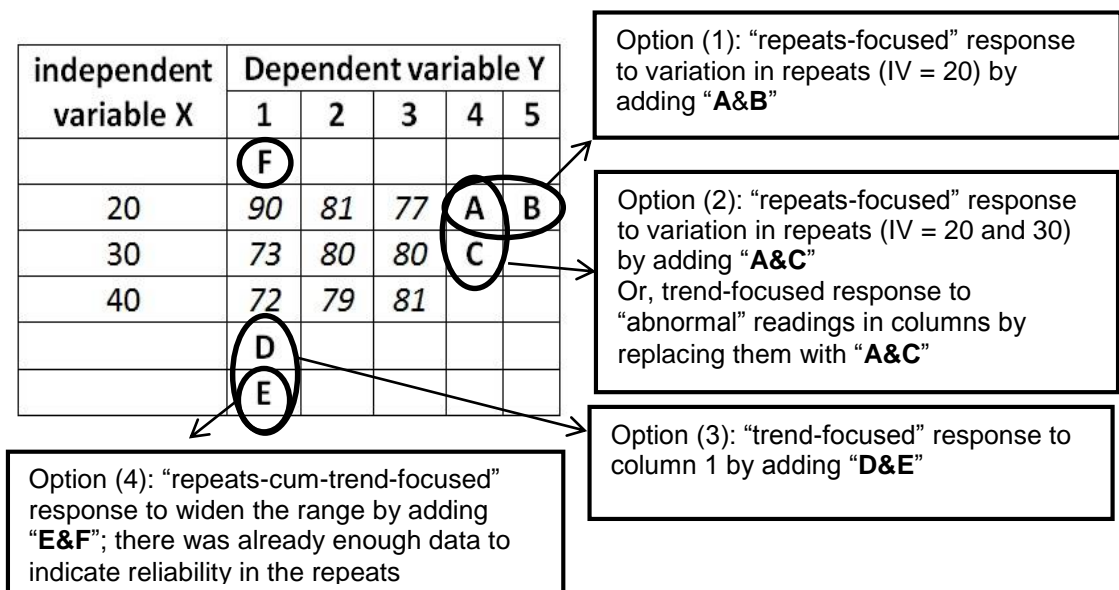 independent Dependent variable Y
variable X 1 2 3 4 5
F
20 90 81 77 A B
30 73 80 80 C
40 72 79 81
D
E
Option (1): “repeats-focused” response
to variation in repeats (IV = 20) by
adding “A&B”
Option (2): “repeats-focused” response
to variation in repeats (IV = 20 and 30)
by adding “A&C”
Or, trend-focused response to
“abnormal” readings in columns by
replacing them with “A&C”
Option (3): “trend-focused” response to
column 1 by adding “D&E”
Option (4): “repeats-cum-trend-focused”
response to widen the range by adding
“E&F”; there was already enough data to
indicate reliability in the repeats